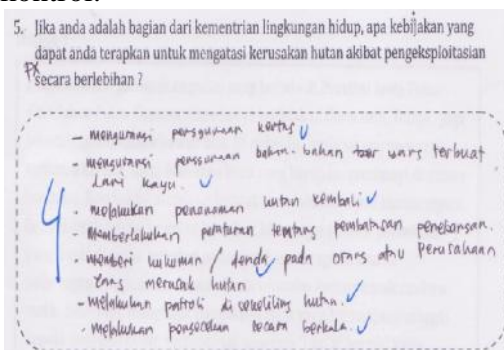 kontrol.
5. Jika anda adalah bagian dari kementrian lingkungan hidup, apa kebijakan yang
dapat anda terapkan untuk mengatasi kerusakan hutan akibat pengeksploitasian
secara berlebihan ?
- mengurangi penggunaan kertas
- mengurangi penggunaan bahan-bahan yang terbuat
dari kayu.
- melakukan penanaman hutan kembali
- Memberlakukan peraturan tentang pembatasan penebangan.
- memberi hukuman / denda pada orang atau Perusahaan
yang merusak hutan
- melakukan patroli di sekeliling hutan.
- melakukan pengecekan secara berkala.
4